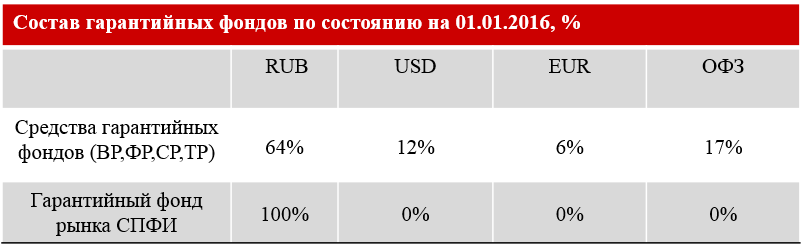 Состав гарантийных фондов по состоянию на 01.01.2016, %
RUB USD EUR ОФЗ
Средства гарантийных
фондов (ВР,ФР,СР,ТР) 64% 12% 6% 17%
Гарантийный фонд
рынка СПФИ 100% 0% 0% 0%